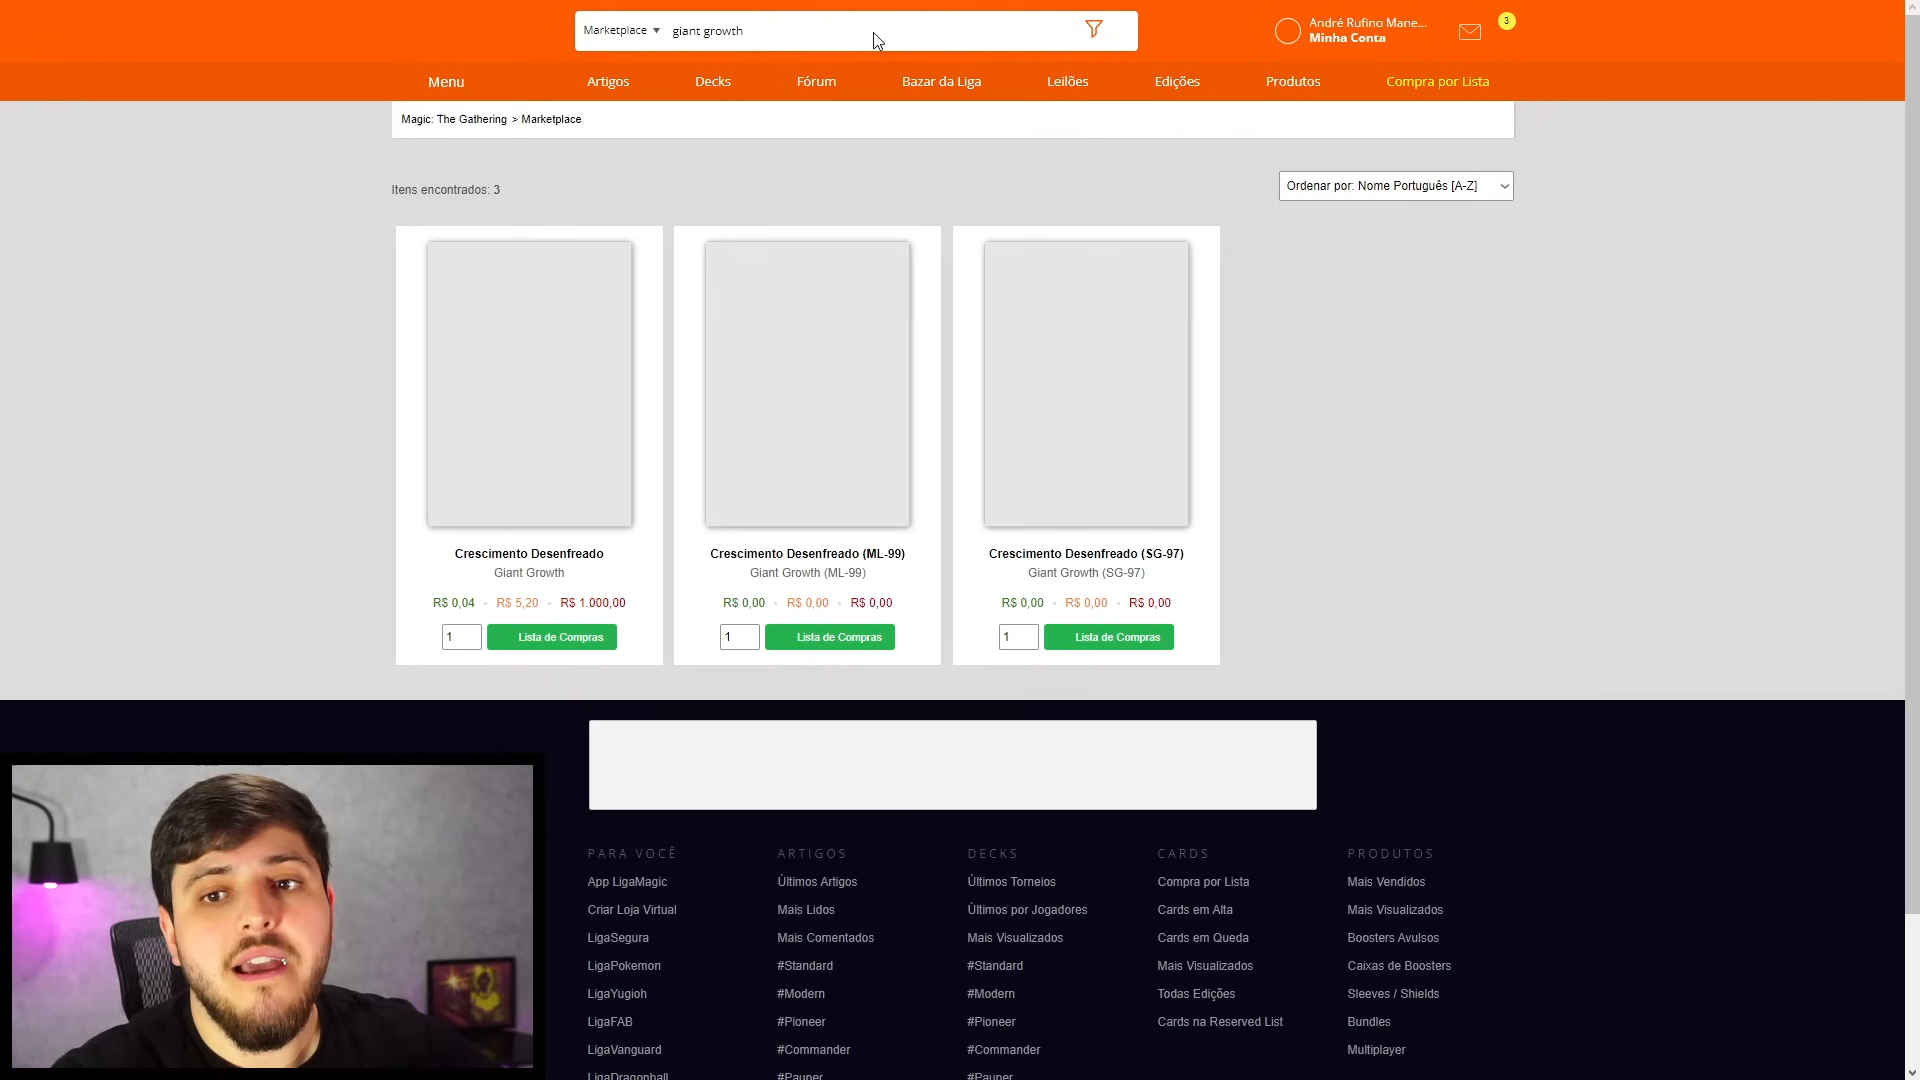 Marketplace ▼ giant growth
André Rufino Mane...
Minha Conta
3
Menu
Artigos
Decks
Fórum
Bazar da Liga
Leilões
Edições
Produtos
Compra por Lista
Magic: The Gathering > Marketplace
Itens encontrados: 3
Ordenar por: Nome Português [A-Z]
Crescimento Desenfreado
Giant Growth
R$ 0,04 • R$ 5,20 • R$ 1.000,00
1 Lista de Compras
Crescimento Desenfreado (ML-99)
Giant Growth (ML-99)
R$ 0,00 • R$ 0,00 • R$ 0,00
1 Lista de Compras
Crescimento Desenfreado (SG-97)
Giant Growth (SG-97)
R$ 0,00 • R$ 0,00 • R$ 0,00
1 Lista de Compras
PARA VOCÊ
App LigaMagic
Criar Loja Virtual
LigaSegura
LigaPokemon
LigaYugioh
LigaFAB
LigaVanguard
LigaDragonball
ARTIGOS
Últimos Artigos
Mais Lidos
Mais Comentados
#Standard
#Modern
#Pioneer
#Commander
#Pauper
DECKS
Últimos Torneios
Últimos por Jogadores
Mais Visualizados
#Standard
#Modern
#Pioneer
#Commander
#Pauper
CARDS
Compra por Lista
Cards em Alta
Cards em Queda
Mais Visualizados
Todas Edições
Cards na Reserved List
PRODUTOS
Mais Vendidos
Mais Visualizados
Boosters Avulsos
Caixas de Boosters
Sleeves / Shields
Bundles
Multiplayer